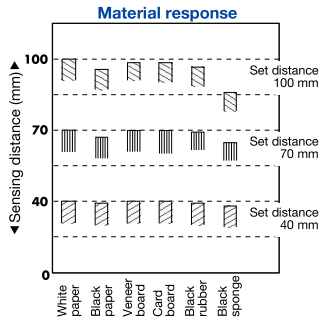 Material response
◄ Sensing distance (mm) ►
100
70
40
0
Set distance
100 mm
Set distance
70 mm
Set distance
40 mm
White
paper
Black
paper
Veneer
board
Card
board
Black
rubber
Black
sponge